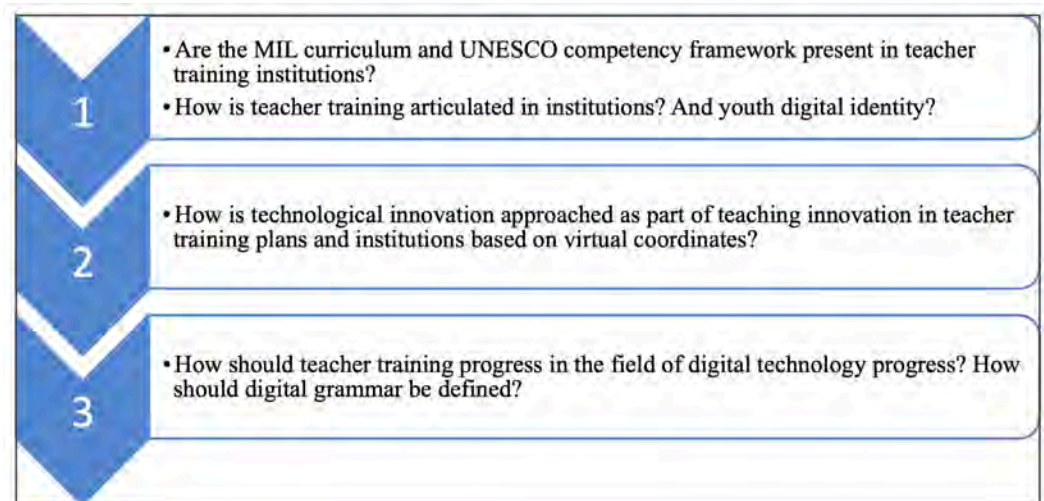 1
• Are the MIL curriculum and UNESCO competency framework present in teacher
training institutions?
• How is teacher training articulated in institutions? And youth digital identity?
2
• How is technological innovation approached as part of teaching innovation in teacher
training plans and institutions based on virtual coordinates?
3
• How should teacher training progress in the field of digital technology progress? How
should digital grammar be defined?